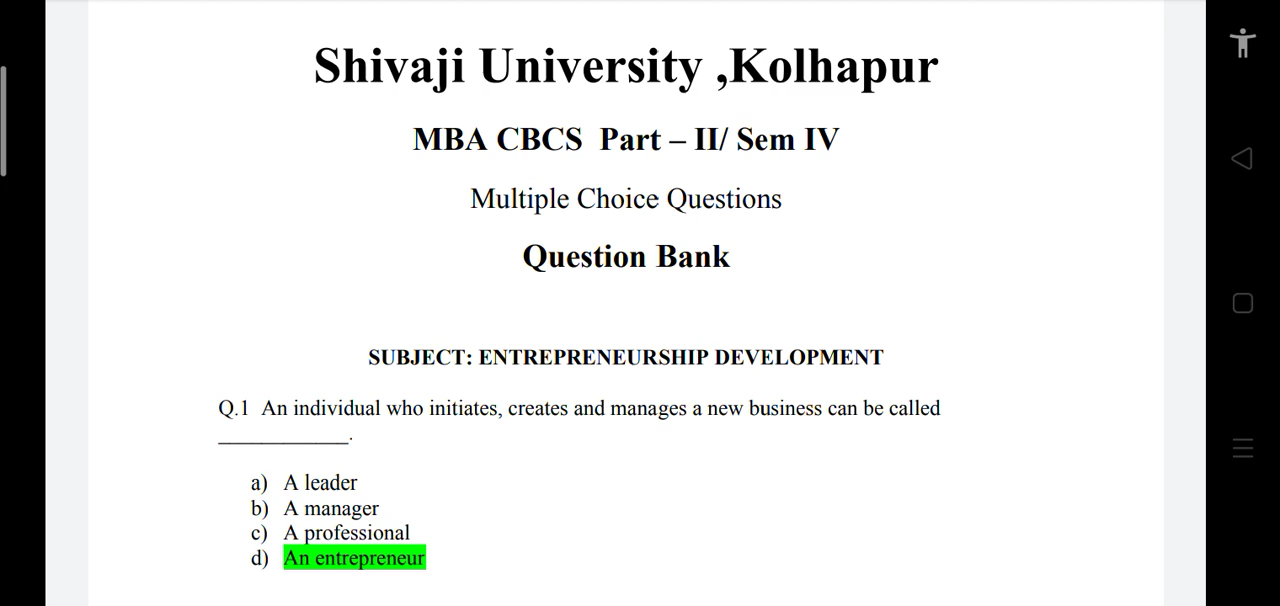 Shivaji University ,Kolhapur
MBA CBCS Part – II/ Sem IV
Multiple Choice Questions
Question Bank
SUBJECT: ENTREPRENEURSHIP DEVELOPMENT
Q.1 An individual who initiates, creates and manages a new business can be called
____________.
a) A leader
b) A manager
c) A professional
d) An entrepreneur